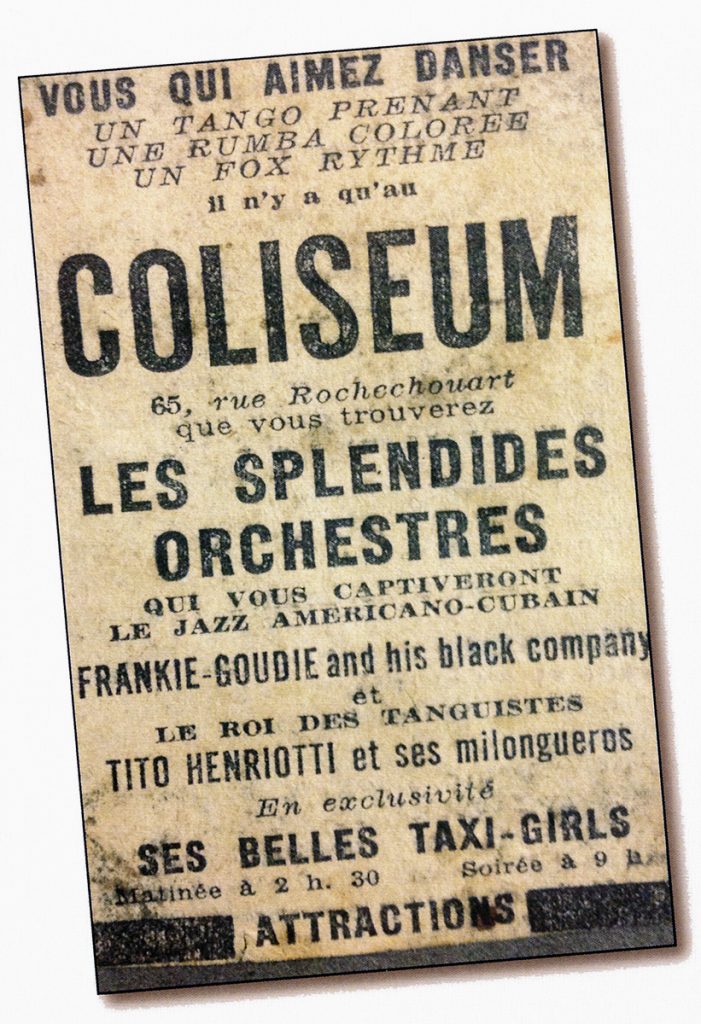 VOUS QUI AIMEZ DANSER
UN TANGO PRENANT
UNE RUMBA COLOREE
UN FOX RYTHME
il n'y a qu'au
COLISEUM
65, rue Rochechouart
que vous trouverez
LES SPLENDIDES
ORCHESTRES
QUI VOUS CAPTIVERONT
LE JAZZ AMERICANO-CUBAIN
FRANKIE-GOUDIE and his black company
et
LE ROI DES TANGUISTES
TITO HENRIOTTI et ses milongueros
En exclusivité
SES BELLES TAXI-GIRLS
Matinée à 2 h. 30 Soirée à 9 h.
ATTRACTIONS